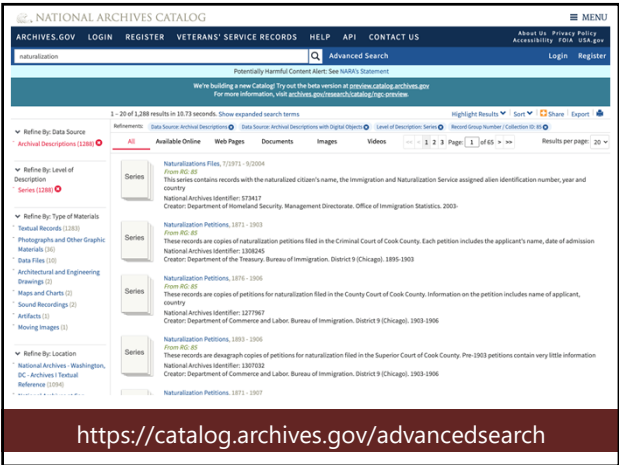 NATIONAL ARCHIVES CATALOG
MENU
ARCHIVES.GOV LOGIN REGISTER VETERANS' SERVICE RECORDS HELP API CONTACT US
About Us Privacy Policy
Accessibility FOIA USA.gov
naturalization
Advanced Search
Login Register
Potentially Harmful Content Alert: See NARA's Statement
We're building a new Catalog! Try out the beta version at preview.catalog.archives.gov
For more information, visit archives.gov/research/catalog/ngc-preview.
1 - 20 of 1,288 results in 10.73 seconds. Show expanded search terms
Highlight Results Sort Share Export
Refinements: Data Source: Archival Descriptions Data Source: Archival Descriptions with Digital Objects Level of Description: Series Record Group Number | Collection ID: 85
All Available Online Web Pages Documents Images Videos << < 1 2 3 Page: 1 of 65 > >> Results per page: 20
Refine By: Data Source
Archival Descriptions (1288)
Refine By: Level of
Description
Series (1288)
Refine By: Type of Materials
Textual Records (1283)
Photographs and Other Graphic
Materials (36)
Data Files (10)
Architectural and Engineering
Drawings (2)
Maps and Charts (2)
Sound Recordings (2)
Artifacts (1)
Moving Images (1)
Refine By: Location
National Archives - Washington,
DC - Archives I Textual
Reference (1094)
Series
Naturalizations Files, 7/1971 - 9/2004
From RG: 85
This series contains records with the naturalized citizen's name, the Immigration and Naturalization Service assigned alien identification number, year and
country
National Archives Identifier: 573417
Creator: Department of Homeland Security. Management Directorate. Office of Immigration Statistics. 2003-
Series
Naturalization Petitions, 1871 - 1903
From RG: 85
These records are copies of naturalization petitions filed in the Criminal Court of Cook County. Each petition includes the applicant's name, date of admission
National Archives Identifier: 1308245
Creator: Department of the Treasury. Bureau of Immigration. District 9 (Chicago). 1895-1903
Series
Naturalization Petitions, 1876 - 1906
From RG: 85
These records are copies of petitions for naturalization filed in the County Court of Cook County. Information on the petition includes name of applicant,
country
National Archives Identifier: 1277967
Creator: Department of Commerce and Labor. Bureau of Immigration. District 9 (Chicago). 1903-1906
Series
Naturalization Petitions, 1893 - 1906
From RG: 85
These records are dexagraph copies of petitions for naturalization filed in the Superior Court of Cook County. Pre-1903 petitions contain very little information
National Archives Identifier: 1307032
Creator: Department of Commerce and Labor. Bureau of Immigration. District 9 (Chicago). 1903-1906
Naturalization Petitions, 1871 - 1907
https://catalog.archives.gov/advancedsearch